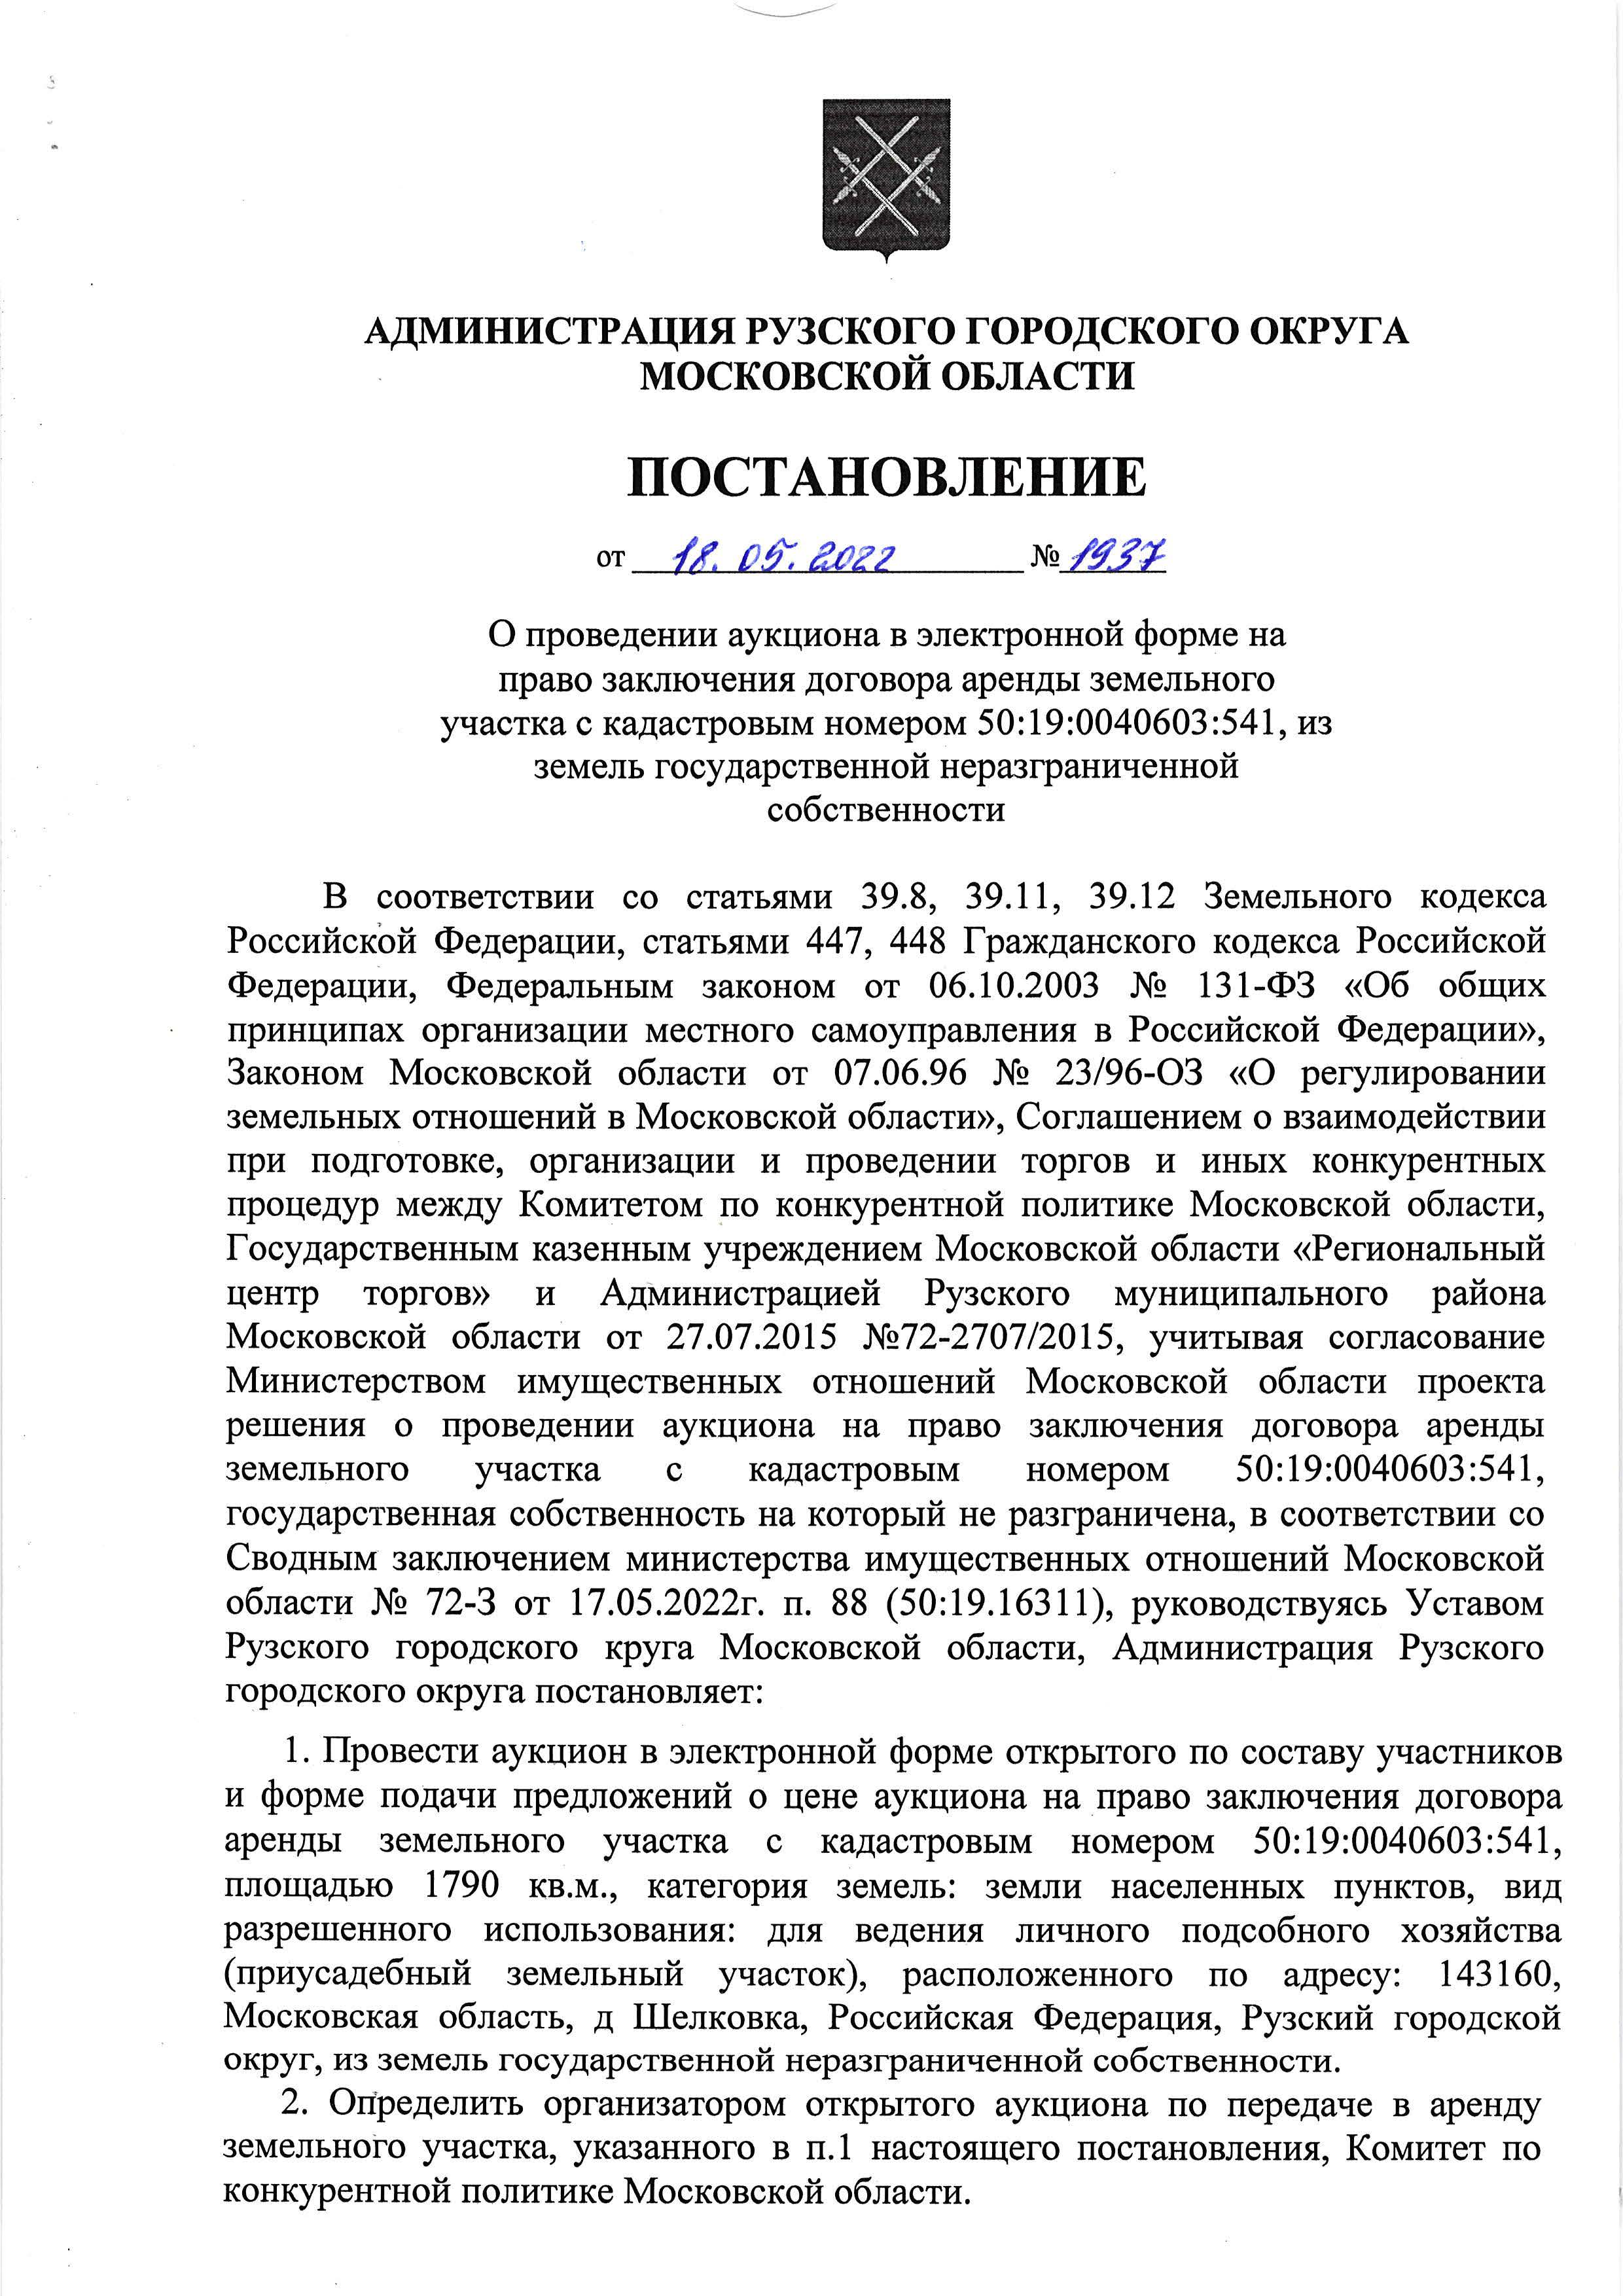 АДМИНИСТРАЦИЯ РУЗСКОГО ГОРОДСКОГО ОКРУГА
МОСКОВСКОЙ ОБЛАСТИ
ПОСТАНОВЛЕНИЕ
от 18.05.2022 № 1937
О проведении аукциона в электронной форме на
право заключения договора аренды земельного
участка с кадастровым номером 50:19:0040603:541, из
земель государственной неразграниченной
собственности
В соответствии со статьями 39.8, 39.11, 39.12 Земельного кодекса
Российской Федерации, статьями 447, 448 Гражданского кодекса Российской
Федерации, Федеральным законом от 06.10.2003 № 131-ФЗ «Об общих
принципах организации местного самоуправления в Российской Федерации»,
Законом Московской области от 07.06.96 № 23/96-ОЗ «О регулировании
земельных отношений в Московской области», Соглашением о взаимодействии
при подготовке, организации и проведении торгов и иных конкурентных
процедур между Комитетом по конкурентной политике Московской области,
Государственным казенным учреждением Московской области «Региональный
центр торгов» и Администрацией Рузского муниципального района
Московской области от 27.07.2015 №72-2707/2015, учитывая согласование
Министерством имущественных отношений Московской области проекта
решения о проведении аукциона на право заключения договора аренды
земельного участка с кадастровым номером 50:19:0040603:541,
государственная собственность на который не разграничена, в соответствии со
Сводным заключением министерства имущественных отношений Московской
области № 72-З от 17.05.2022г. п. 88 (50:19.16311), руководствуясь Уставом
Рузского городского круга Московской области, Администрация Рузского
городского округа постановляет:
1. Провести аукцион в электронной форме открытого по составу участников
и форме подачи предложений о цене аукциона на право заключения договора
аренды земельного участка с кадастровым номером 50:19:0040603:541,
площадью 1790 кв.м., категория земель: земли населенных пунктов, вид
разрешенного использования: для ведения личного подсобного хозяйства
(приусадебный земельный участок), расположенного по адресу: 143160,
Московская область, д Шелковка, Российская Федерация, Рузский городской
округ, из земель государственной неразграниченной собственности.
2. Определить организатором открытого аукциона по передаче в аренду
земельного участка, указанного в п.1 настоящего постановления, Комитет по
конкурентной политике Московской области.